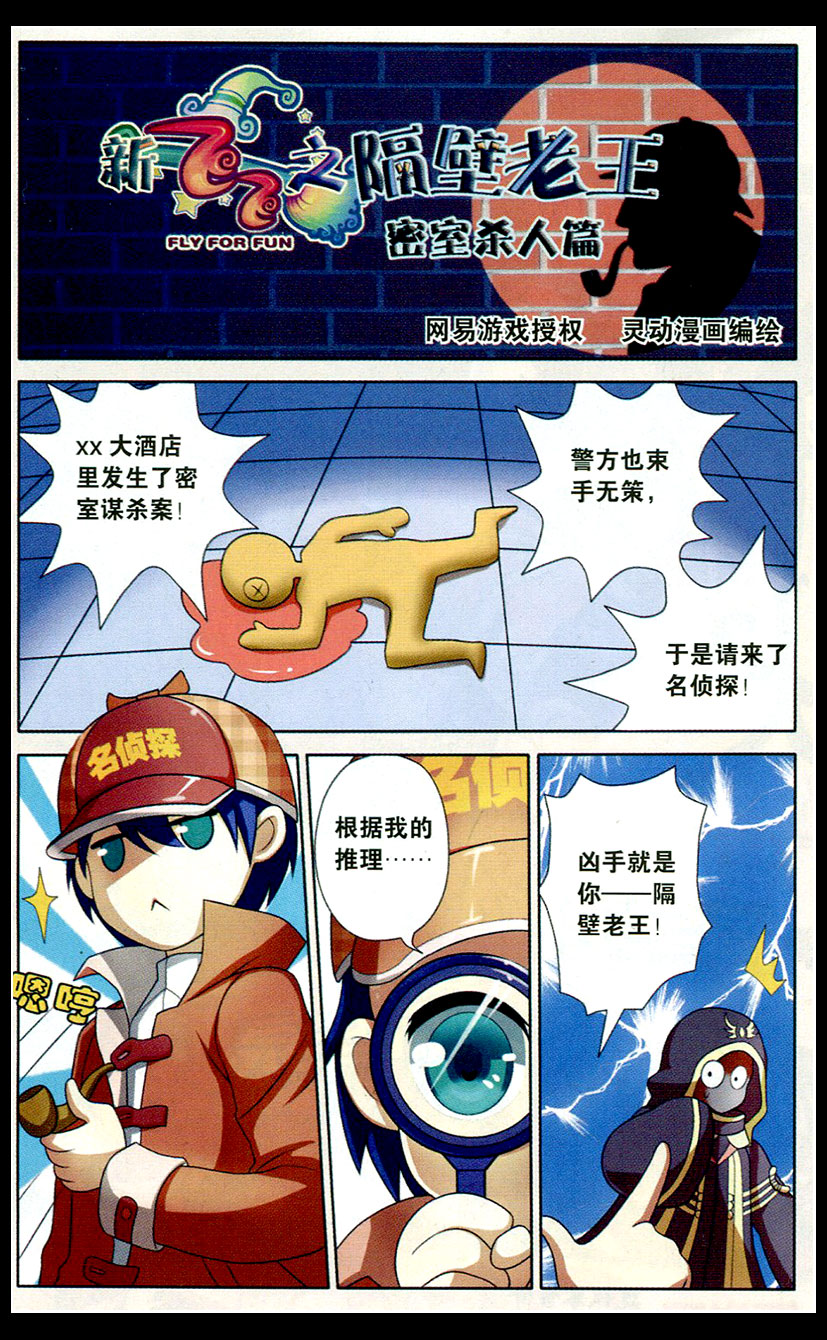 新飞飞之隔壁老王
FLY FOR FUN
密室杀人篇
网易游戏授权 灵动漫画编绘
xx 大酒店
里发生了密
室谋杀案！
警方也束
手无策，
于是请来了
名侦探！
名侦探
嗯哼
根据我的
推理……
名侦
凶手就是
你——隔
壁老王！